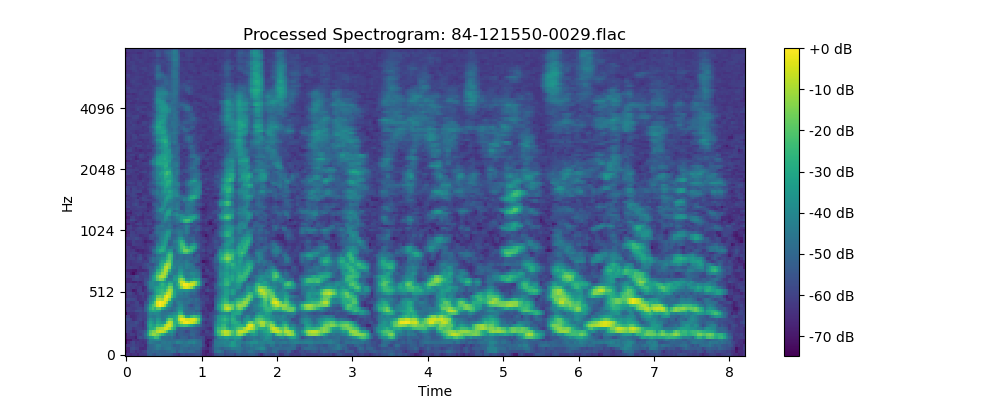 Processed Spectrogram: 84-121550-0029.flac
+0 dB
-10 dB
-20 dB
-30 dB
-40 dB
-50 dB
-60 dB
-70 dB
4096
2048
1024
512
0
Hz
0 1 2 3 4 5 6 7 8
Time